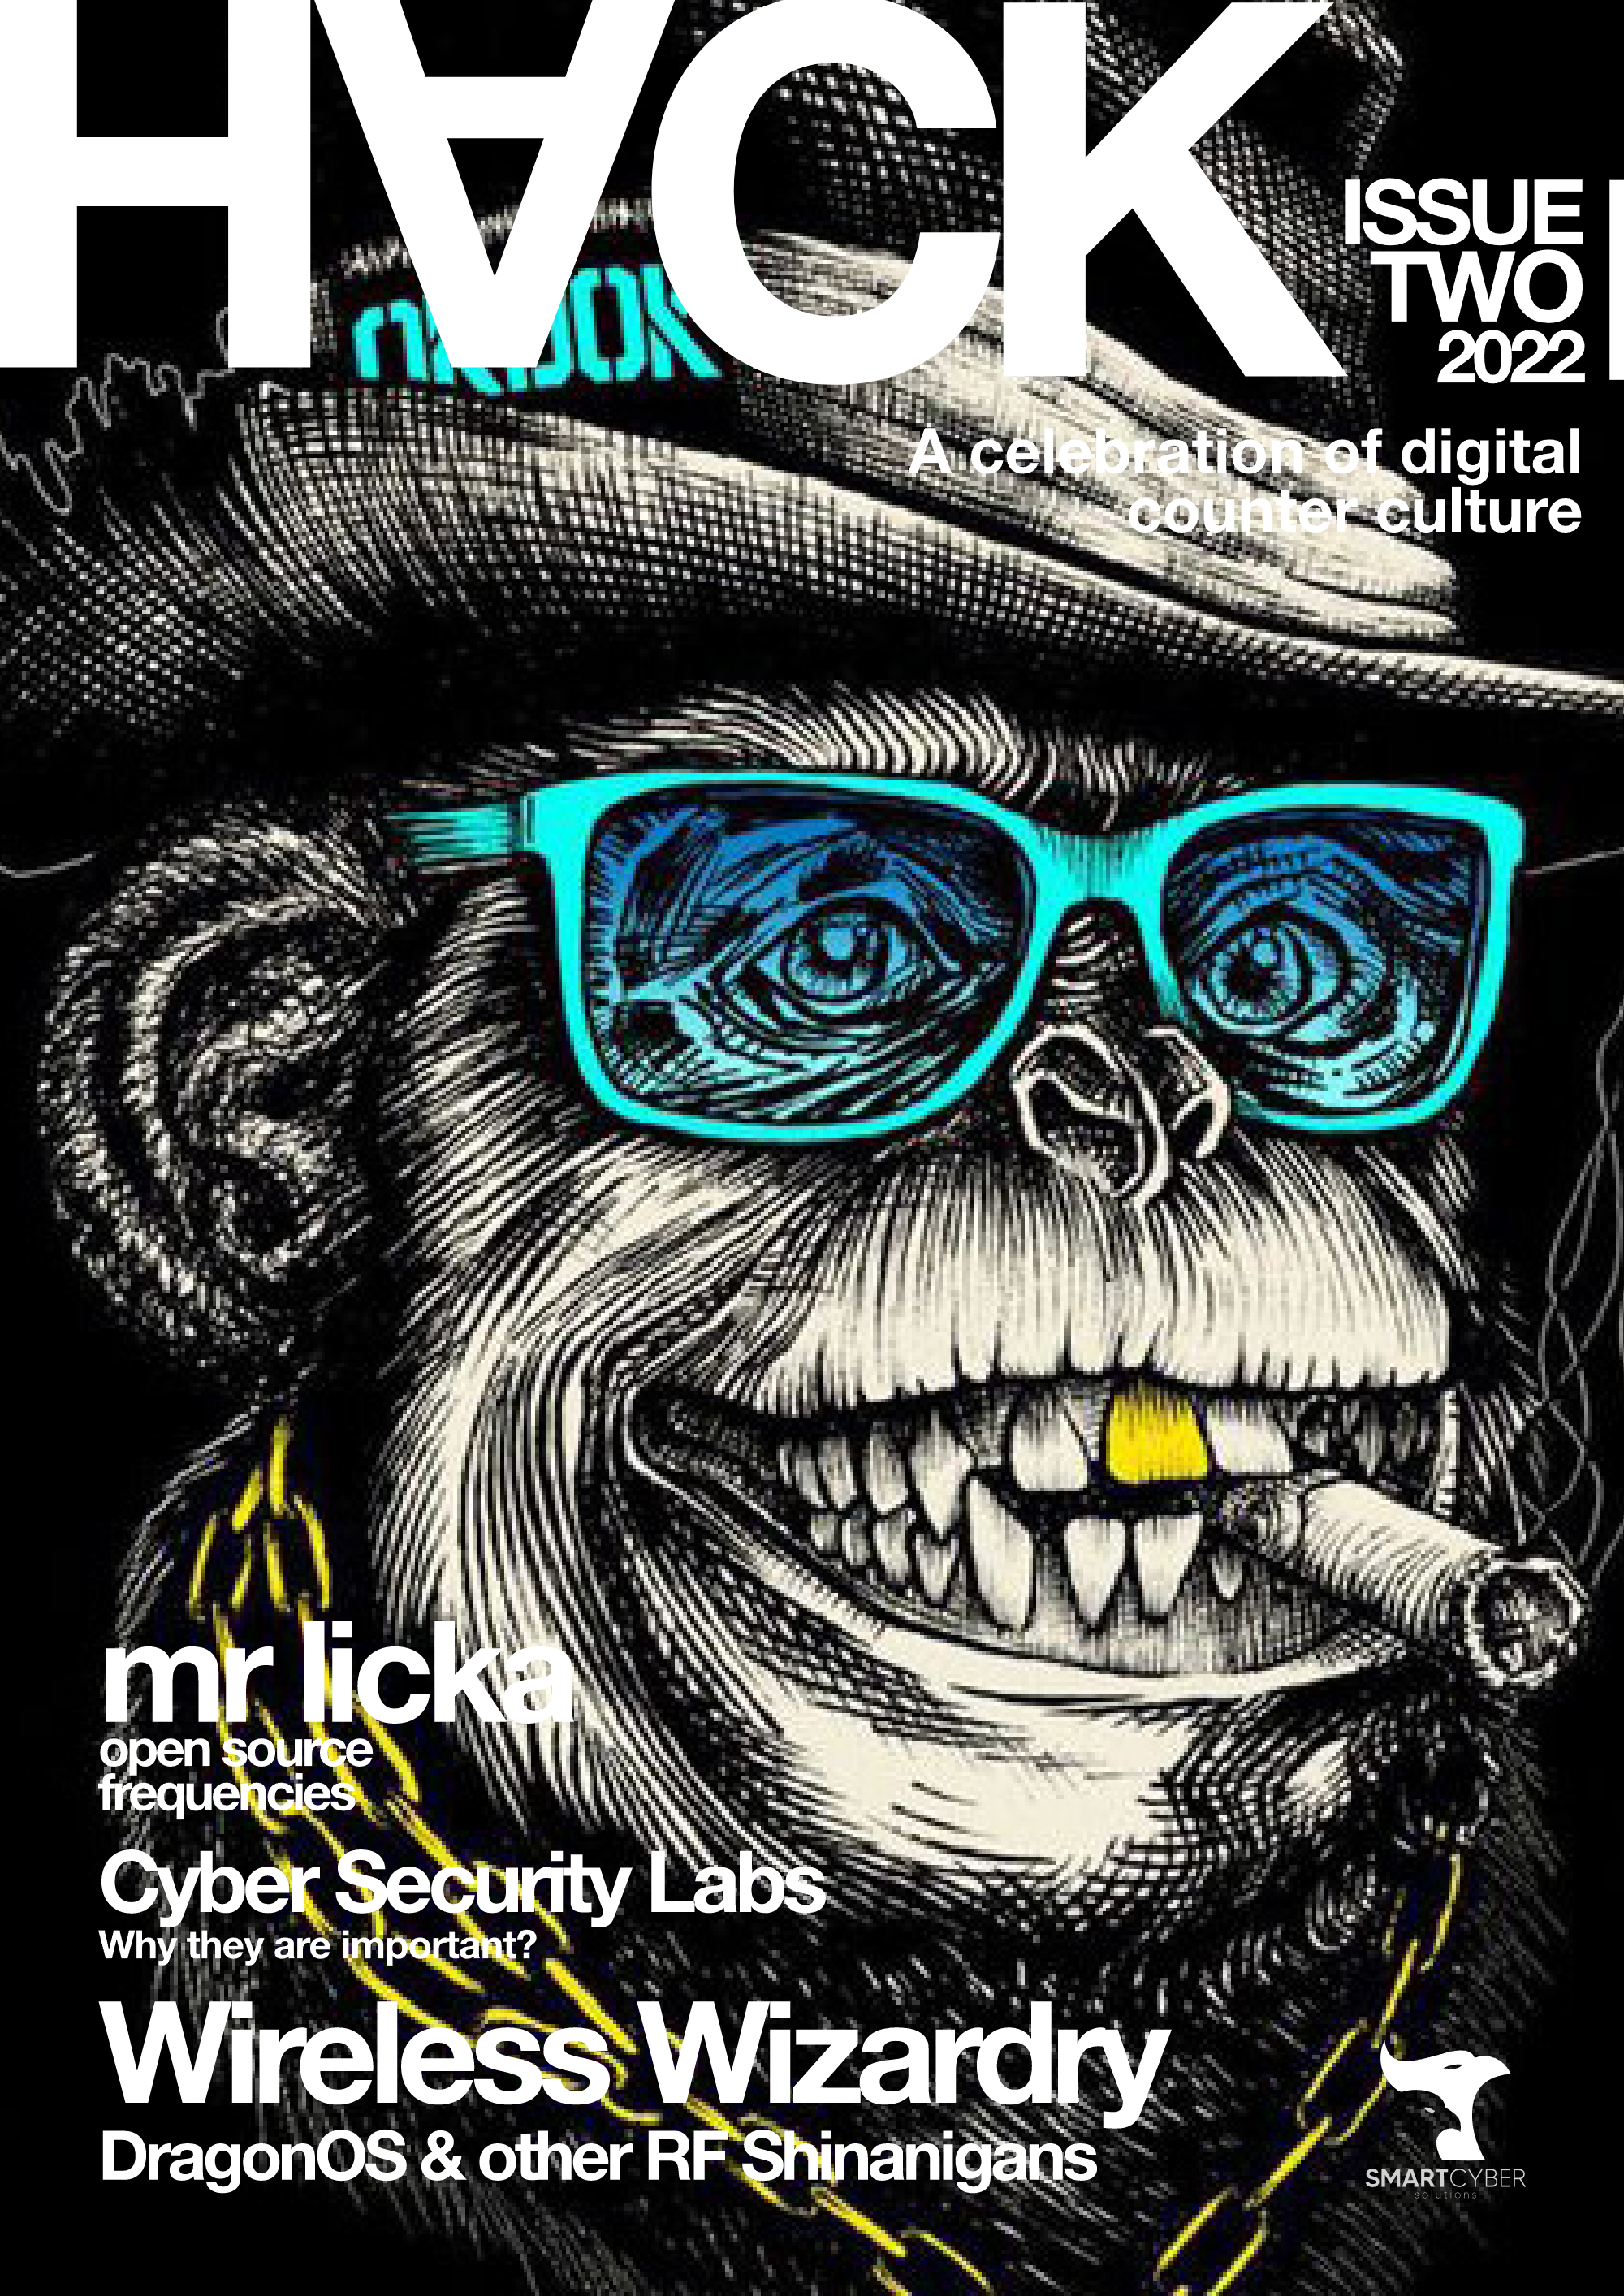 HACK
ISSUE
TWO
2022
A celebration of digital
counter culture
mr licka
open source
frequencies
Cyber Security Labs
Why they are important?
Wireless Wizardry
DragonOS & other RF Shinanigans
SMARTCYBER
solutions